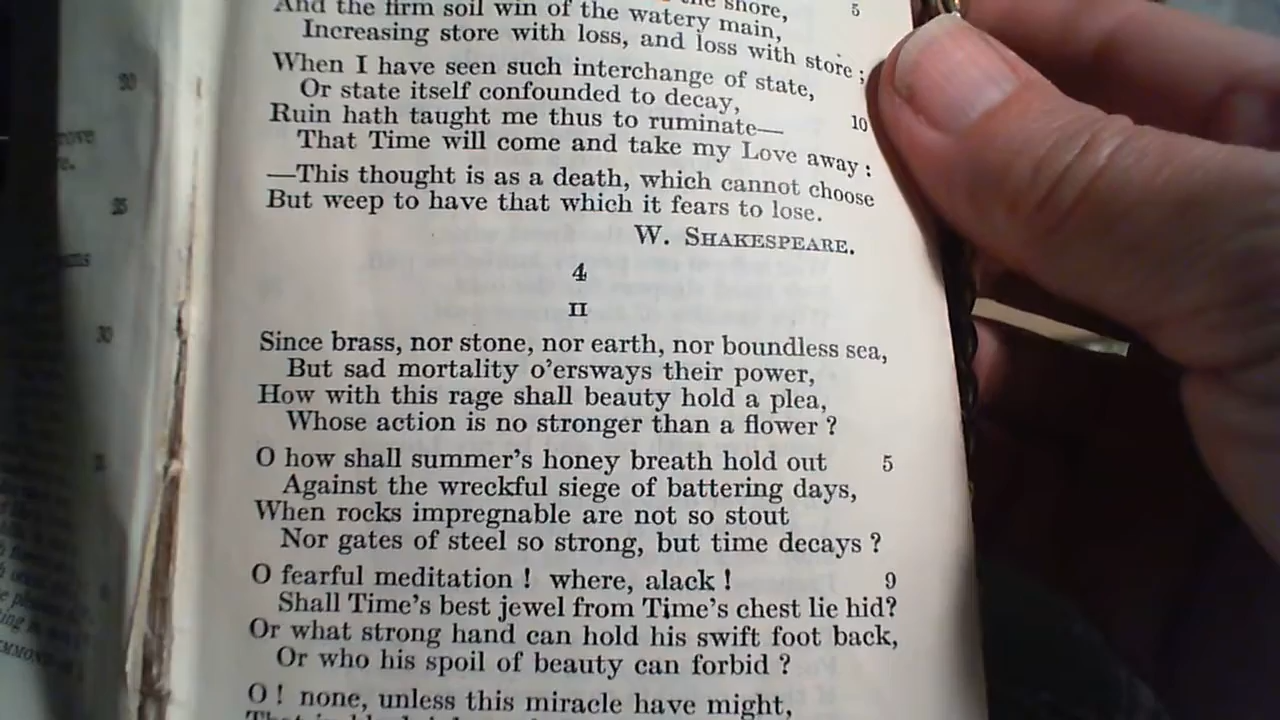 the shore,
5
And the firm soil win of the watery main,
Increasing store with loss, and loss with store ;
When I have seen such interchange of state,
Or state itself confounded to decay,
Ruin hath taught me thus to ruminate—
10
That Time will come and take my Love away :
—This thought is as a death, which cannot choose
But weep to have that which it fears to lose.
W. SHAKESPEARE.
4
II
Since brass, nor stone, nor earth, nor boundless sea,
But sad mortality o'ersways their power,
How with this rage shall beauty hold a plea,
Whose action is no stronger than a flower ?
O how shall summer's honey breath hold out
5
Against the wreckful siege of battering days,
When rocks impregnable are not so stout
Nor gates of steel so strong, but time decays ?
O fearful meditation ! where, alack !
9
Shall Time's best jewel from Time's chest lie hid?
Or what strong hand can hold his swift foot back,
Or who his spoil of beauty can forbid ?
O ! none, unless this miracle have might,